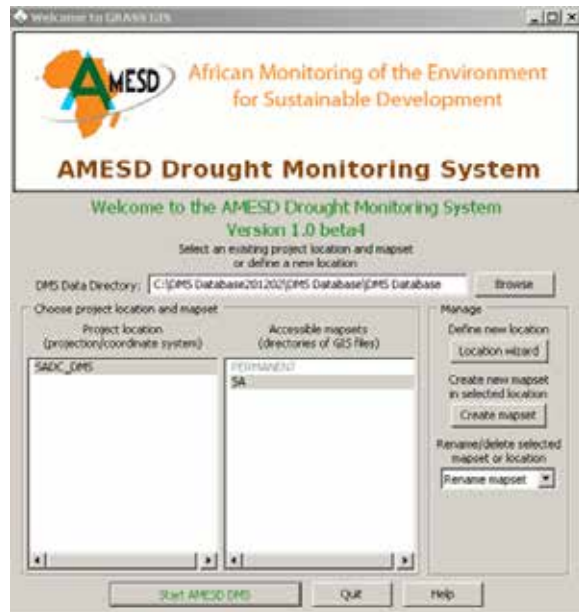 Welcome to GRASS GIS
AMESD
African Monitoring of the Environment
for Sustainable Development
AMESD Drought Monitoring System
Welcome to the AMESD Drought Monitoring System
Version 1.0 beta4
Select an existing project location and mapset
or define a new location
DMS Data Directory: C:\DMS Database201202\DMS Database\DMS Database Browse
Choose project location and mapset
Project location
(projection/coordinate system)
SADC_DMS
Accessible mapsets
(directories of GIS files)
PERMANENT
SA
Manage
Define new location
Location wizard
Create new mapset
in selected location
Create mapset
Rename/delete selected
mapset or location
Rename mapset
Start AMESD DMS Quit Help